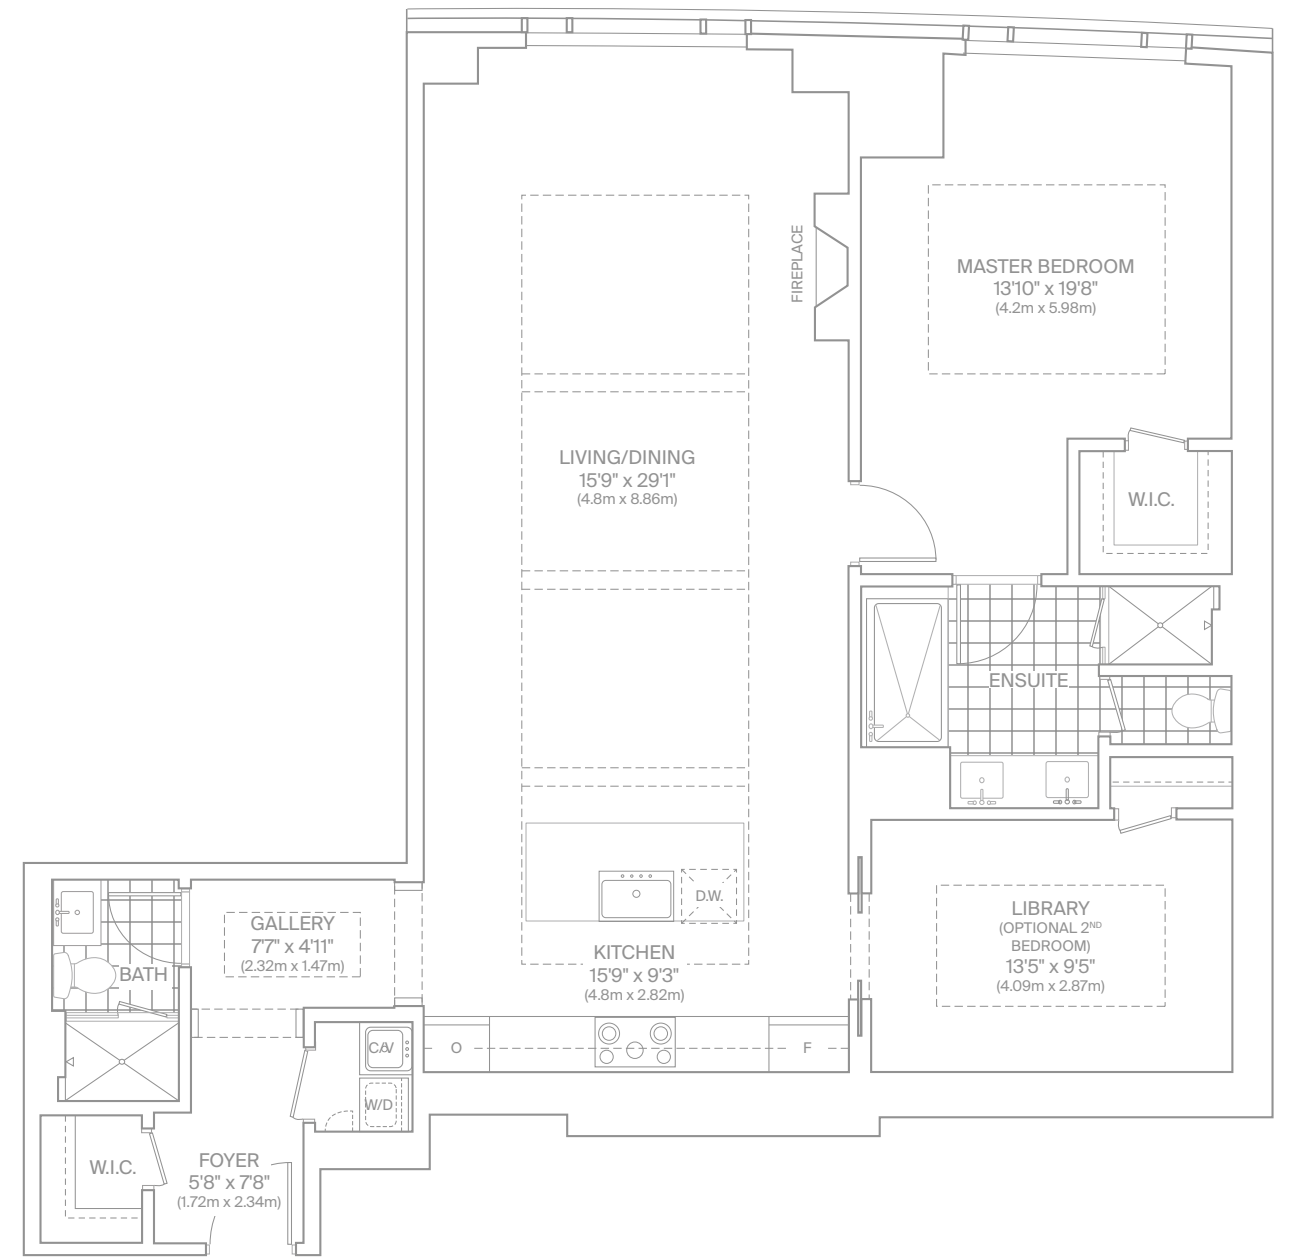 MASTER BEDROOM
13'10" x 19'8"
(4.2m x 5.98m)
FIREPLACE
LIVING/DINING
15'9" x 29'1"
(4.8m x 8.86m)
W.I.C.
ENSUITE
D.W.
LIBRARY
(OPTIONAL 2ND
BEDROOM)
13'5" x 9'5"
(4.09m x 2.87m)
GALLERY
7'7" x 4'11"
(2.32m x 1.47m)
KITCHEN
15'9" x 9'3"
(4.8m x 2.82m)
BATH
O
F
W/D
W.I.C.
FOYER
5'8" x 7'8"
(1.72m x 2.34m)